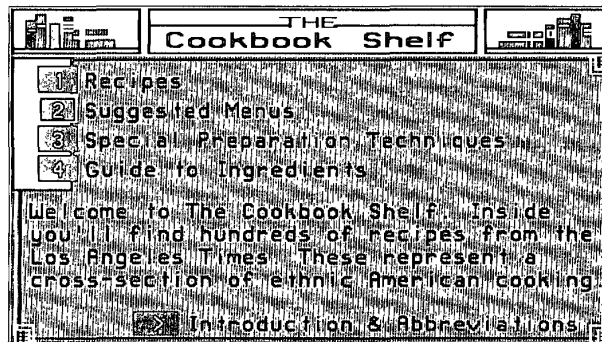 THE
Cookbook Shelf
1 Recipes
2 Suggested Menus
3 Special Preparation Techniques
4 Guide to Ingredients
Welcome to The Cookbook Shelf. Inside
you'll find hundreds of recipes from the
Los Angeles Times. These represent a
cross-section of ethnic American cooking.
Introduction & Abbreviations